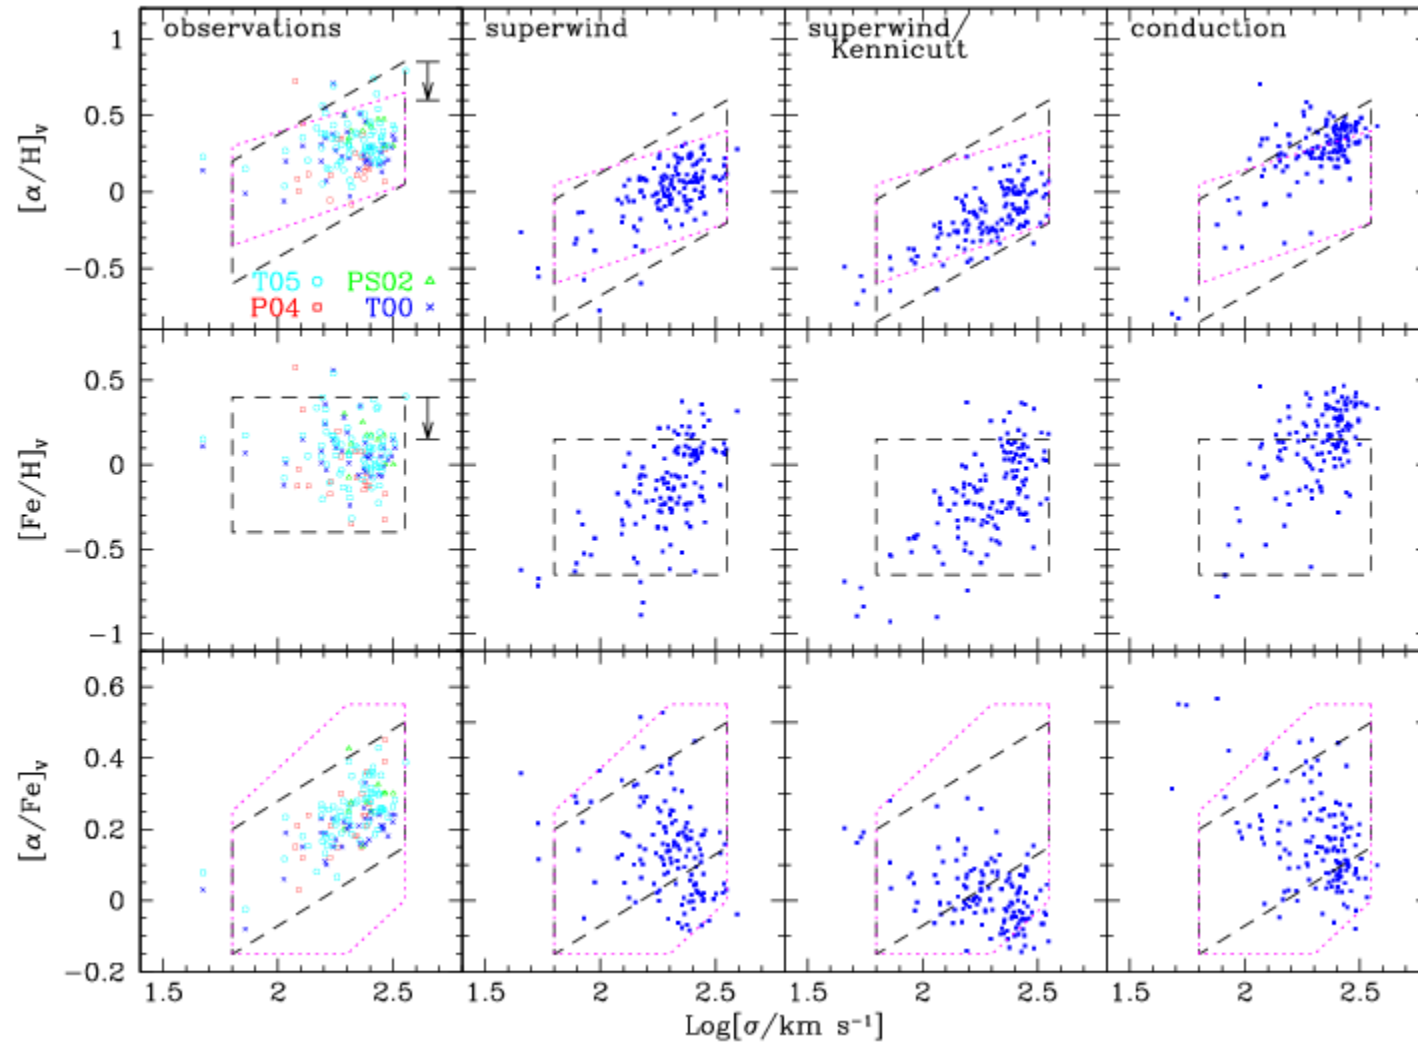 observations superwind superwind/ conduction
Kennicutt
1
0.5
0
−0.5
[α/H]ᵥ
T05 PS02
P04 T00
0.5
0
−0.5
−1
[Fe/H]ᵥ
0.6
0.4
0.2
0
−0.2
[α/Fe]ᵥ
1.5 2 2.5 1.5 2 2.5 1.5 2 2.5 1.5 2 2.5
Log[σ/km s⁻¹]